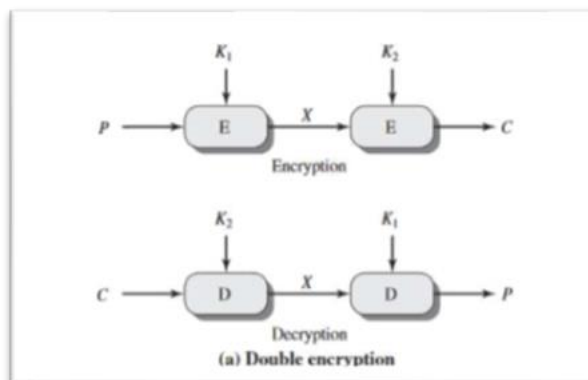 K₁ K₂
P E X E C
Encryption
K₂ K₁
C D X D P
Decryption
(a) Double encryption